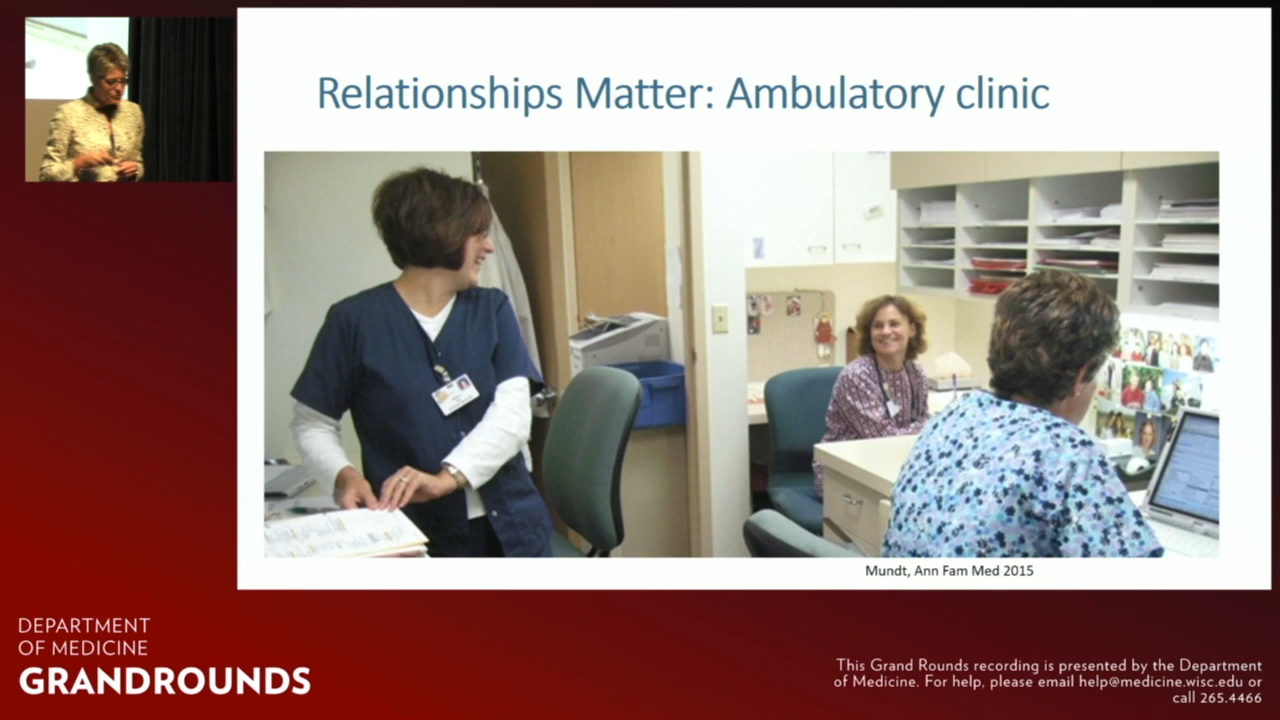 Relationships Matter: Ambulatory clinic
Mundt, Ann Fam Med 2015
DEPARTMENT
OF MEDICINE
GRANDROUNDS
This Grand Rounds recording is presented by the Department
of Medicine. For help, please email help@medicine.wisc.edu or
call 265.4466